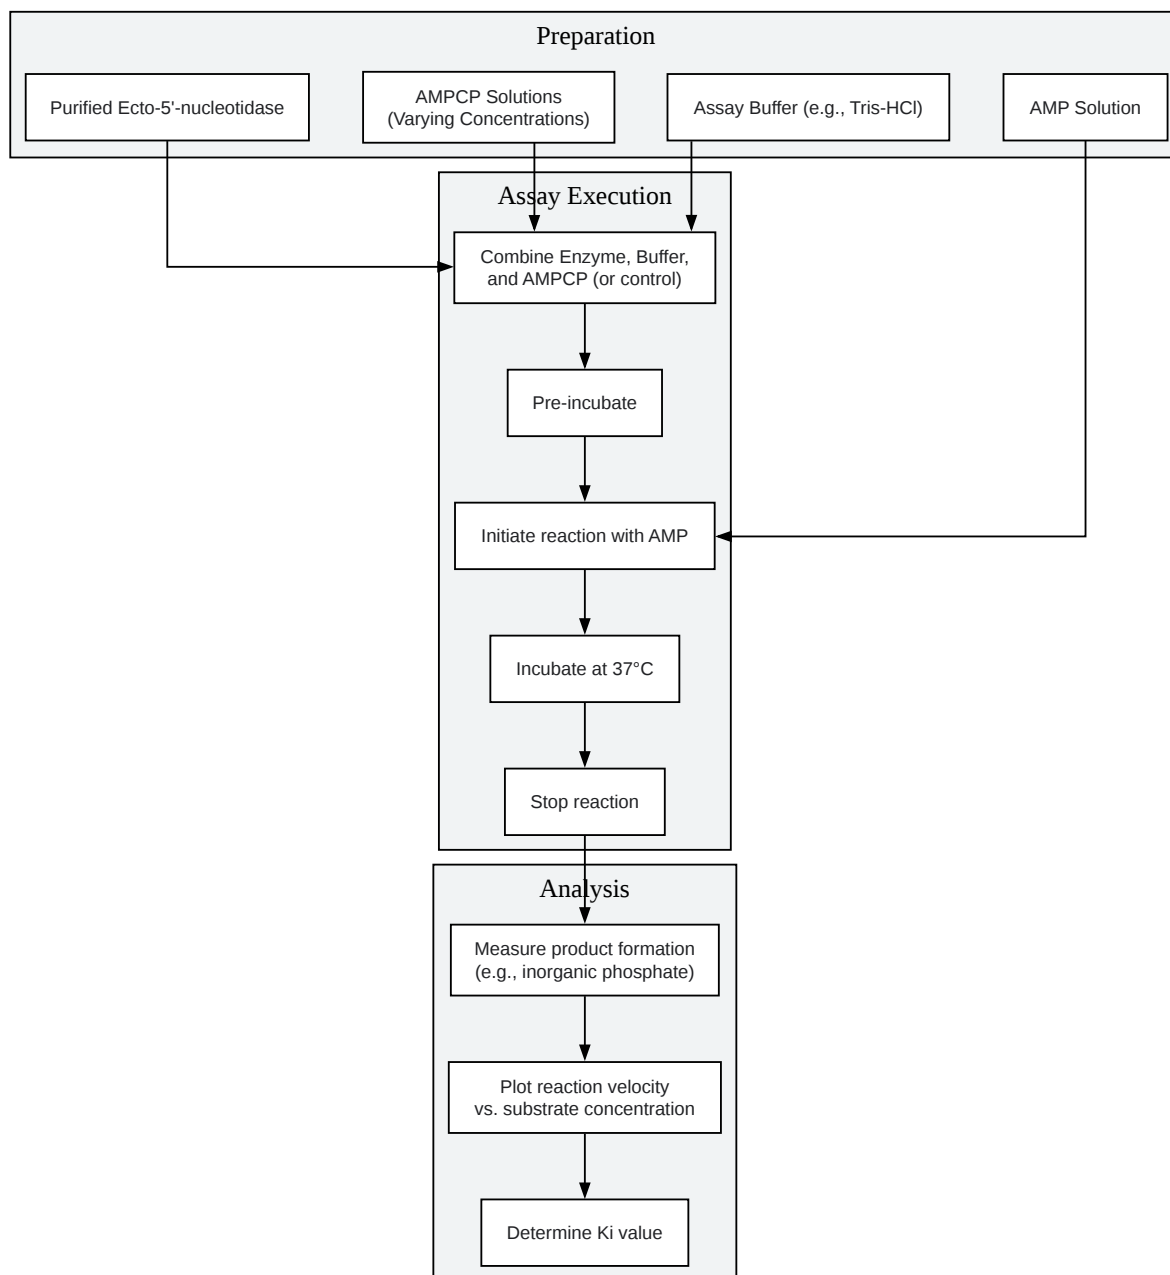 Preparation
Purified Ecto-5'-nucleotidase
AMPCP Solutions
(Varying Concentrations)
Assay Buffer (e.g., Tris-HCl)
AMP Solution
Assay Execution
Combine Enzyme, Buffer,
and AMPCP (or control)
Pre-incubate
Initiate reaction with AMP
Incubate at 37°C
Stop reaction
Analysis
Measure product formation
(e.g., inorganic phosphate)
Plot reaction velocity
vs. substrate concentration
Determine Ki value